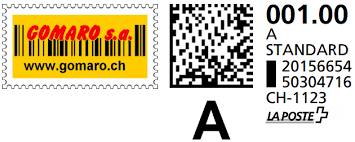 GOMARO s.a.
www.gomaro.ch
A
001.00
A
STANDARD
20156654
50304716
CH-1123
LA POSTE